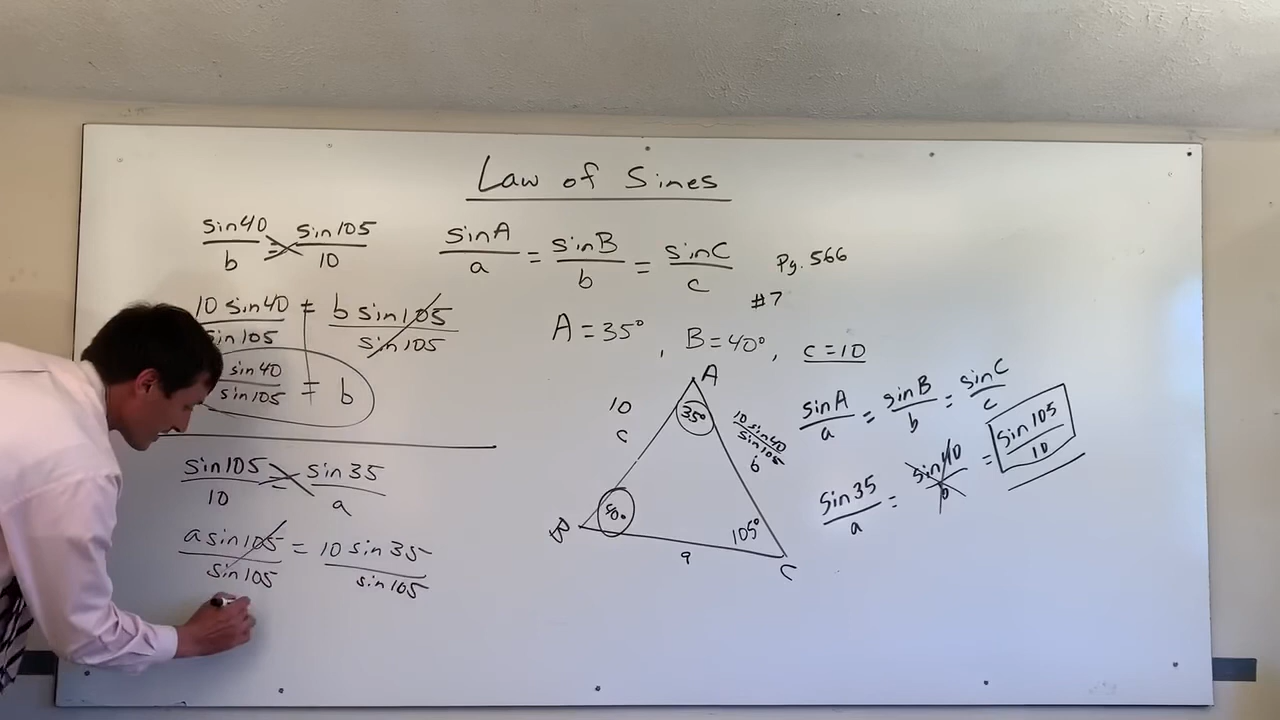 Law of Sines
sin40/b = sin105/10
10 sin40/sin105 = b sin105/sin105
sin40/sin105 = b
sin105/10 = sin35/a
a sin105/sin105 = 10 sin35/sin105
sinA/a = sinB/b = sinC/c
Pg. 566
#7
A = 35°, B = 40°, c = 10
A
35°
10
c
10 sin40/sin105
b
B
40°
105°
C
a
sinA/a = sinB/b = sinC/c
sin35/a = sin40/b = sin105/10